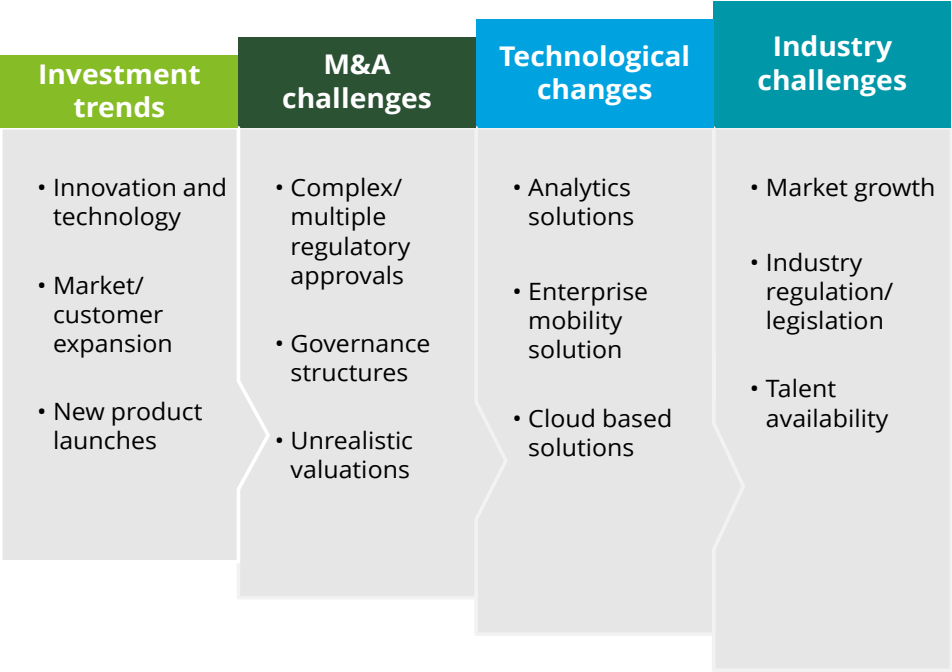 Investment
trends
• Innovation and
technology
• Market/
customer
expansion
• New product
launches
M&A
challenges
• Complex/
multiple
regulatory
approvals
• Governance
structures
• Unrealistic
valuations
Technological
changes
• Analytics
solutions
• Enterprise
mobility
solution
• Cloud based
solutions
Industry
challenges
• Market growth
• Industry
regulation/
legislation
• Talent
availability